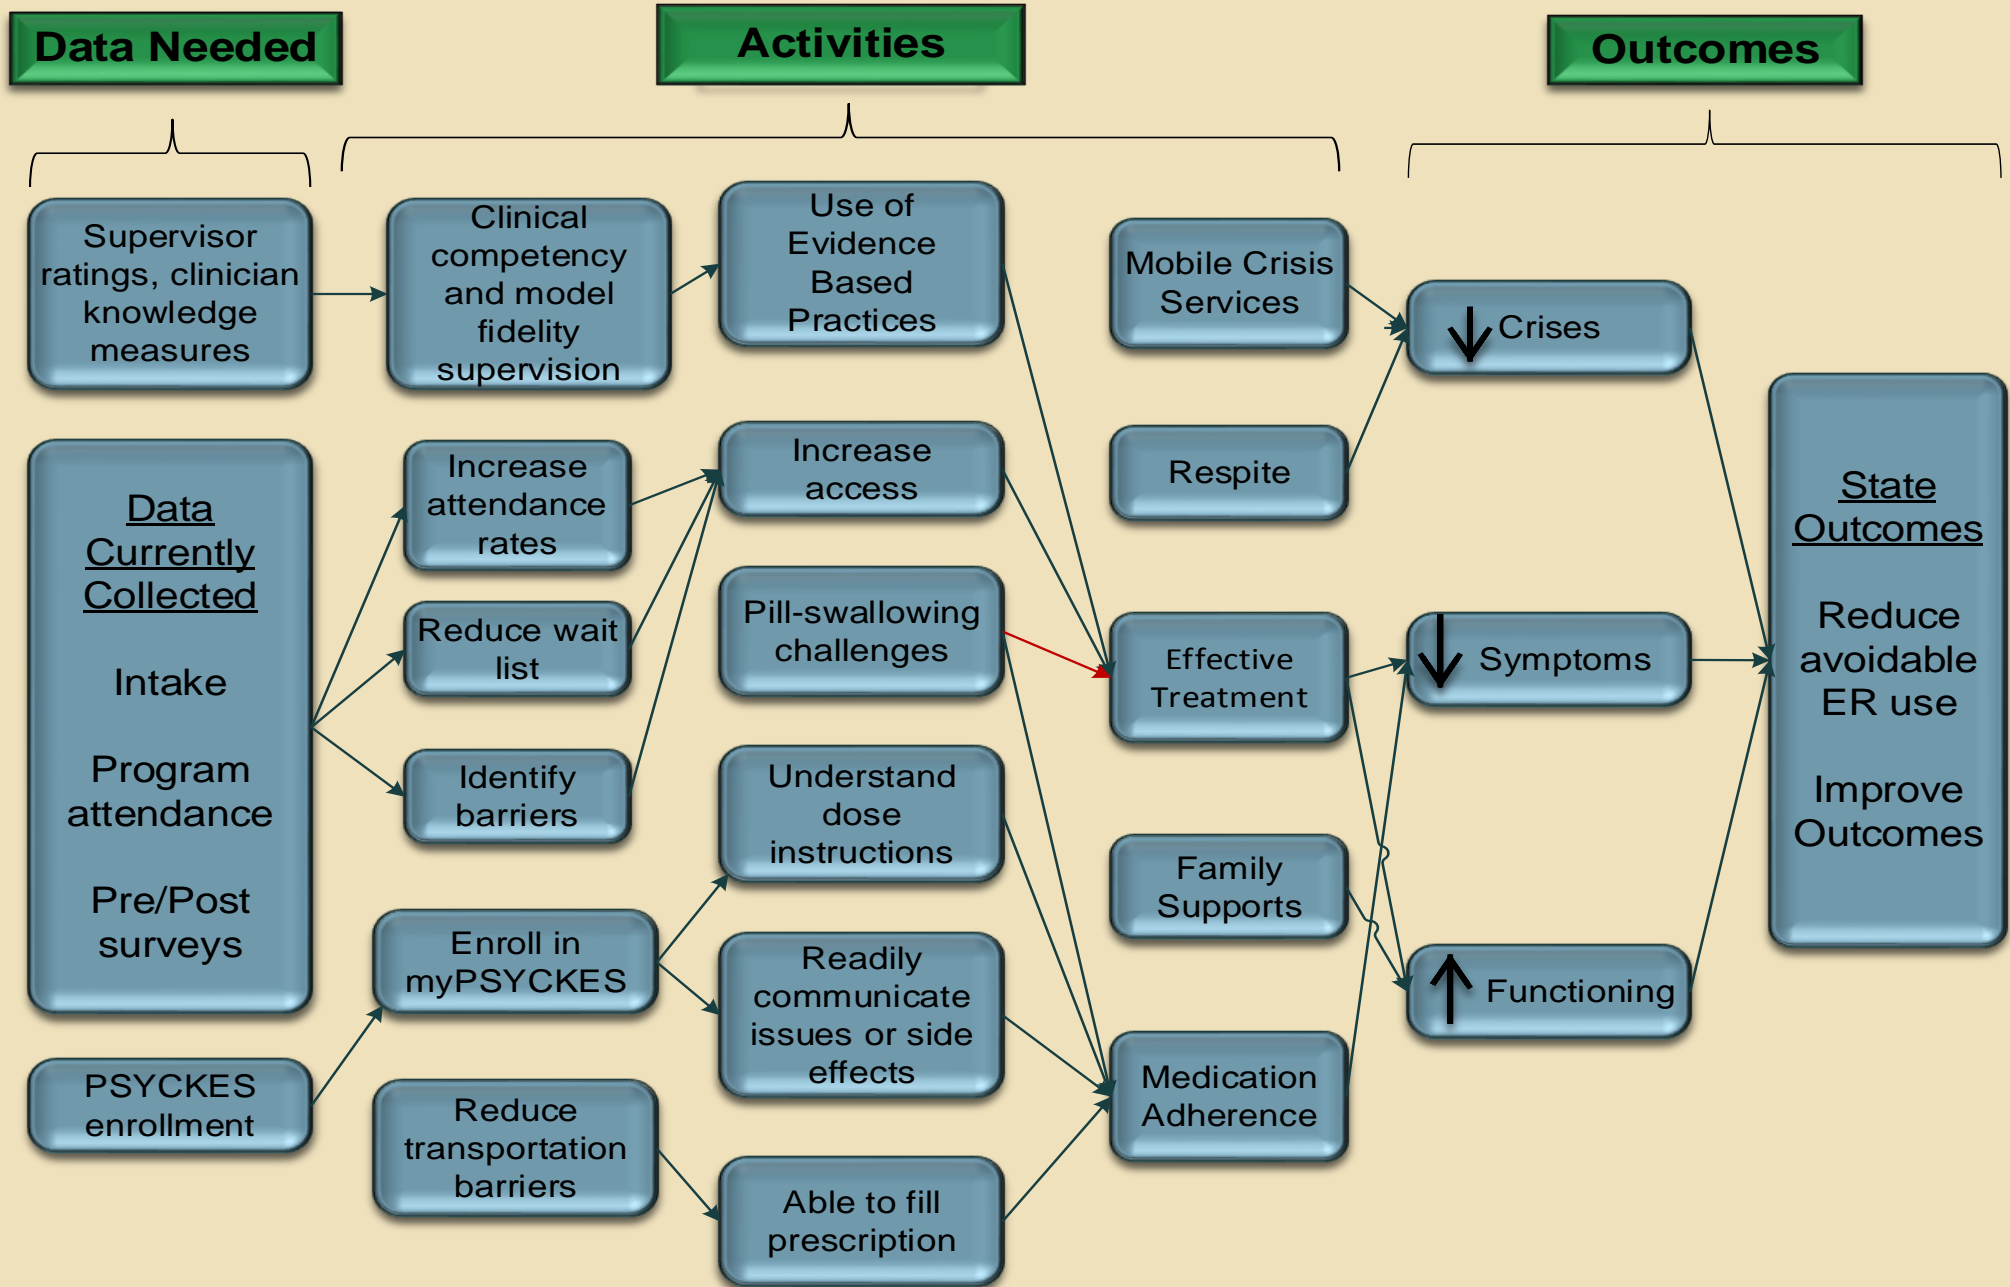 Data Needed
Activities
Outcomes
Supervisor
ratings, clinician
knowledge
measures
Clinical
competency
and model
fidelity
supervision
Use of
Evidence
Based
Practices
Mobile Crisis
Services
Crises
Data
Currently
Collected
Intake
Program
attendance
Pre/Post
surveys
Increase
attendance
rates
Increase
access
Respite
State
Outcomes
Reduce
avoidable
ER use
Improve
Outcomes
Reduce wait
list
Pill-swallowing
challenges
Effective
Treatment
Symptoms
Identify
barriers
Understand
dose
instructions
Family
Supports
Enroll in
myPSYCKES
Readily
communicate
issues or side
effects
Functioning
PSYCKES
enrollment
Reduce
transportation
barriers
Medication
Adherence
Able to fill
prescription